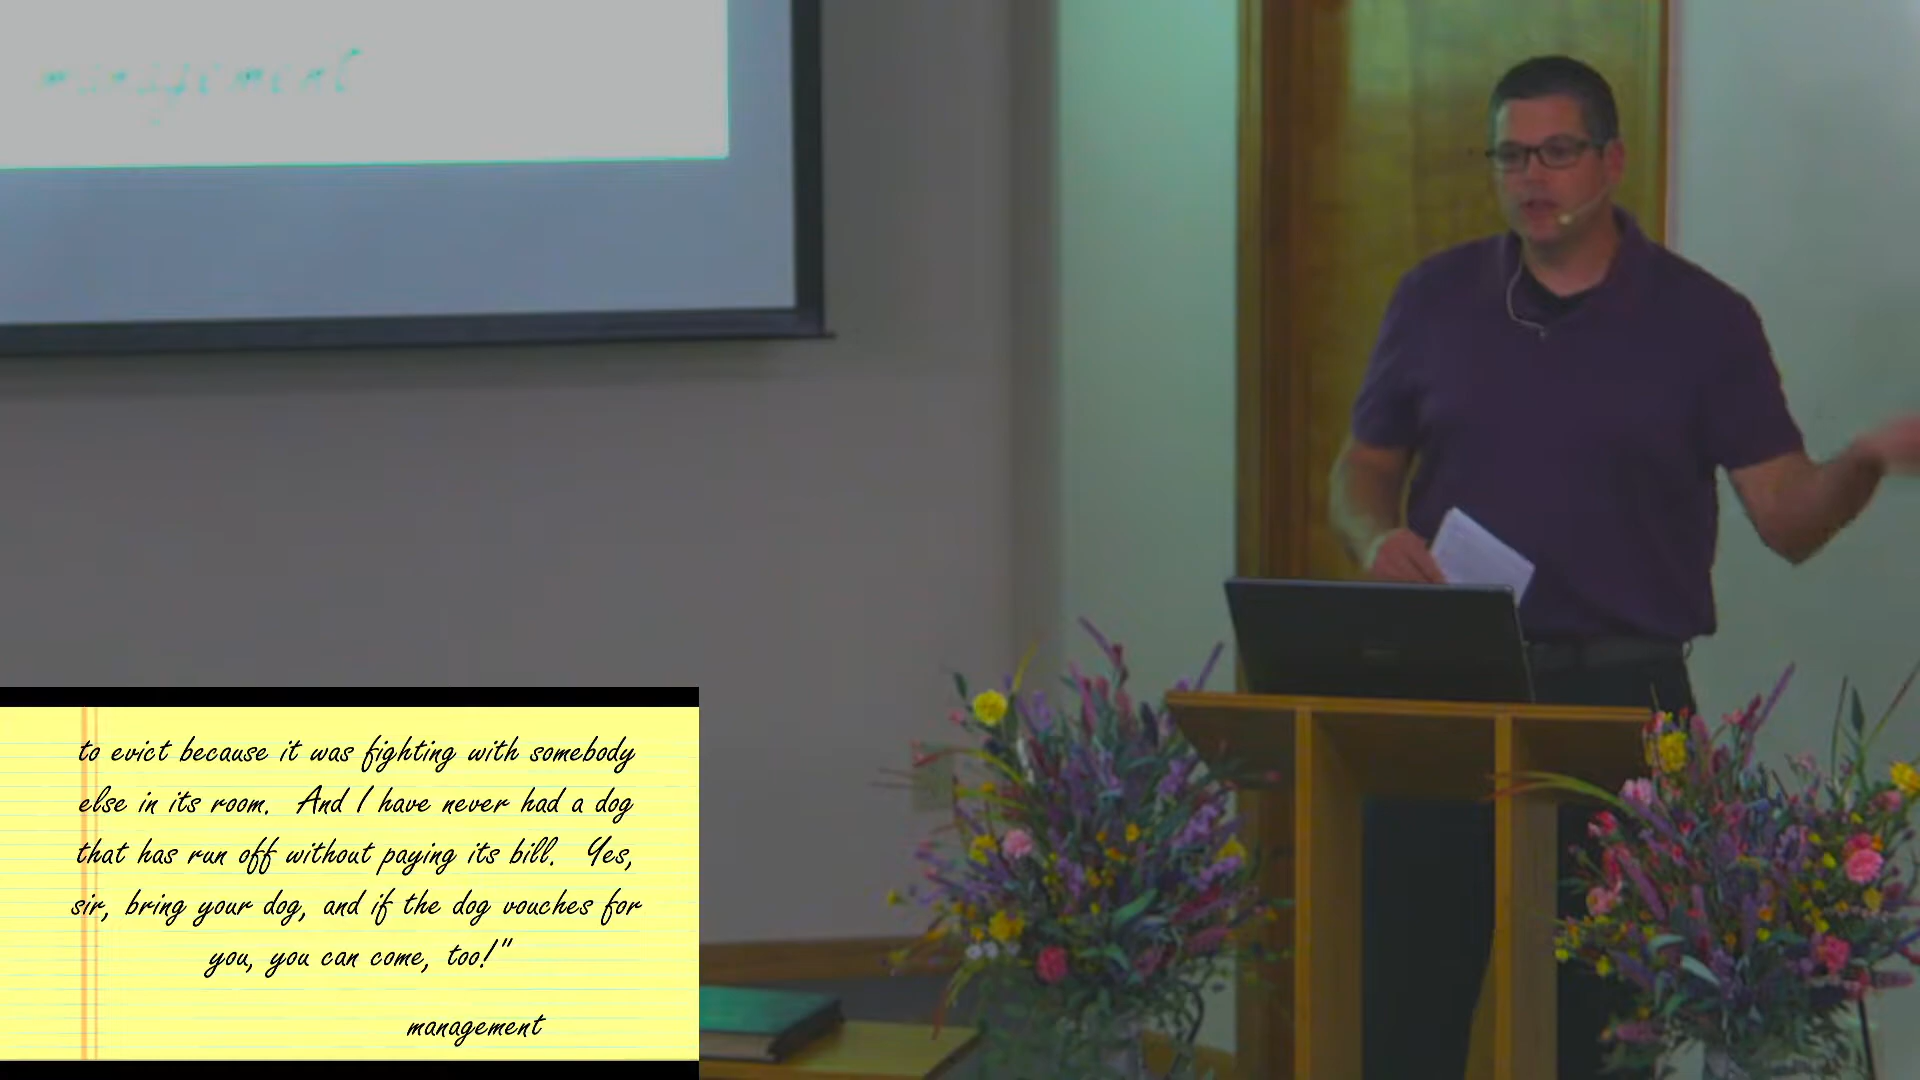 management
to evict because it was fighting with somebody
else in its room. And I have never had a dog
that has run off without paying its bill. Yes,
sir, bring your dog, and if the dog vouches for
you, you can come, too!"
management